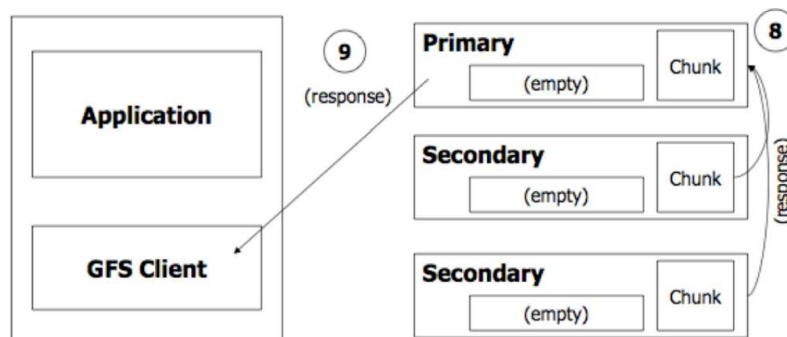 Application
GFS Client
9
(response)
Primary
(empty)
Chunk
8
Secondary
(empty)
Chunk
(response)
Secondary
(empty)
Chunk